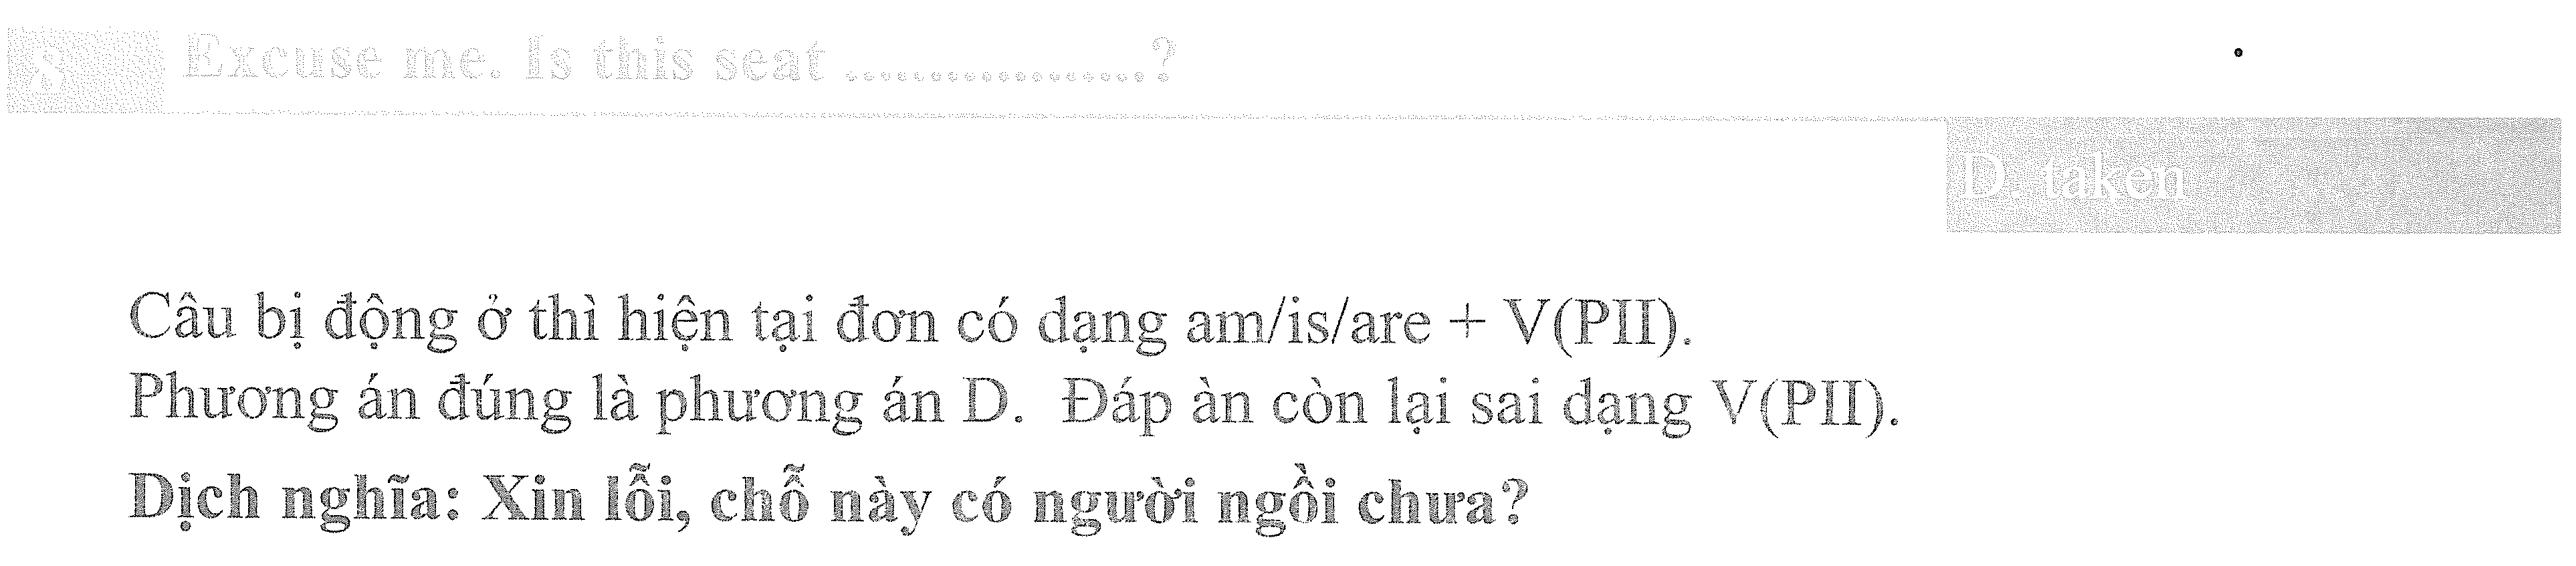 8 Excuse me. Is this seat ..................?
D. taken
Câu bị động ở thì hiện tại đơn có dạng am/is/are + V(PII).
Phương án đúng là phương án D. Đáp àn còn lại sai dạng V(PII).
Dịch nghĩa: Xin lỗi, chỗ này có người ngồi chưa?